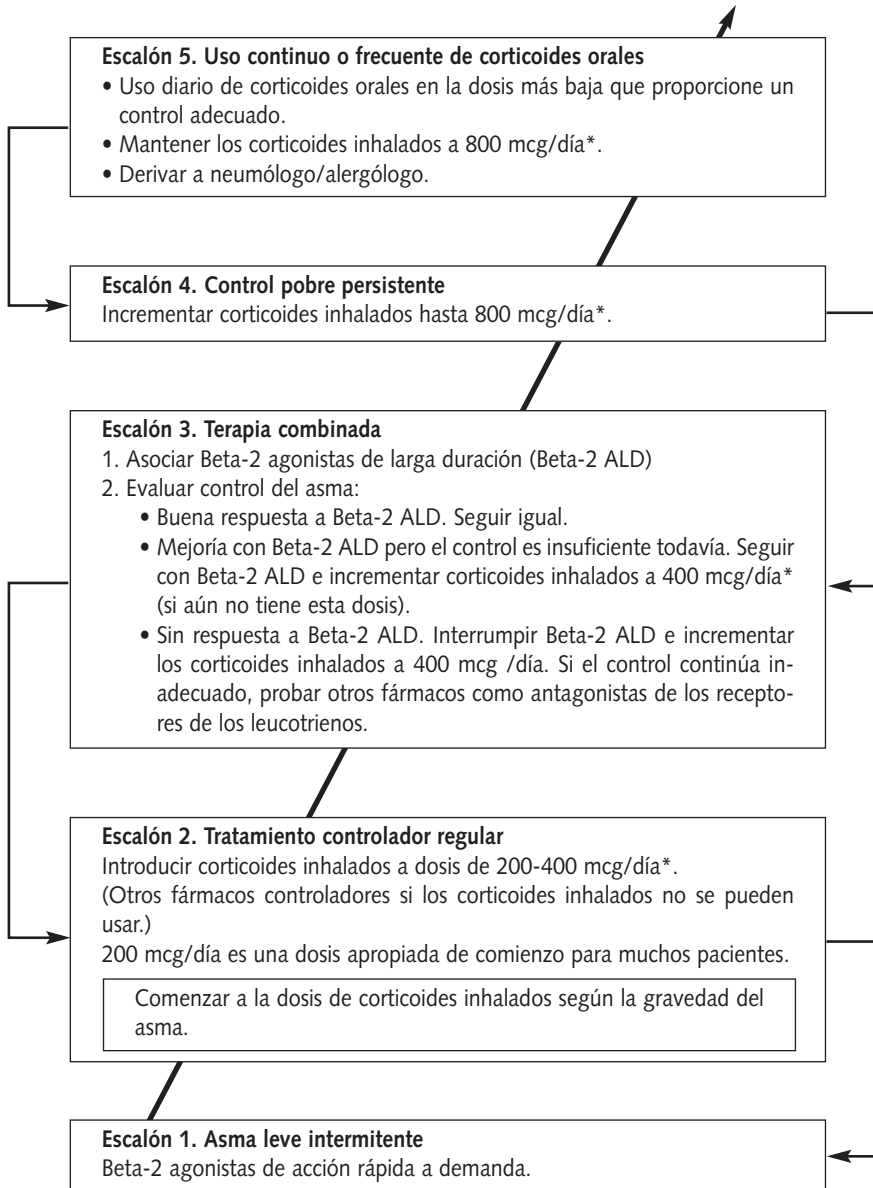 Escalón 5. Uso continuo o frecuente de corticoides orales
• Uso diario de corticoides orales en la dosis más baja que proporcione un
control adecuado.
• Mantener los corticoides inhalados a 800 mcg/día*.
• Derivar a neumólogo/alergólogo.
Escalón 4. Control pobre persistente
Incrementar corticoides inhalados hasta 800 mcg/día*.
Escalón 3. Terapia combinada
1. Asociar Beta-2 agonistas de larga duración (Beta-2 ALD)
2. Evaluar control del asma:
• Buena respuesta a Beta-2 ALD. Seguir igual.
• Mejoría con Beta-2 ALD pero el control es insuficiente todavía. Seguir
con Beta-2 ALD e incrementar corticoides inhalados a 400 mcg/día*
(si aún no tiene esta dosis).
• Sin respuesta a Beta-2 ALD. Interrumpir Beta-2 ALD e incrementar
los corticoides inhalados a 400 mcg /día. Si el control continúa in-
adecuado, probar otros fármacos como antagonistas de los recepto-
res de los leucotrienos.
Escalón 2. Tratamiento controlador regular
Introducir corticoides inhalados a dosis de 200-400 mcg/día*.
(Otros fármacos controladores si los corticoides inhalados no se pueden
usar.)
200 mcg/día es una dosis apropiada de comienzo para muchos pacientes.
Comenzar a la dosis de corticoides inhalados según la gravedad del
asma.
Escalón 1. Asma leve intermitente
Beta-2 agonistas de acción rápida a demanda.